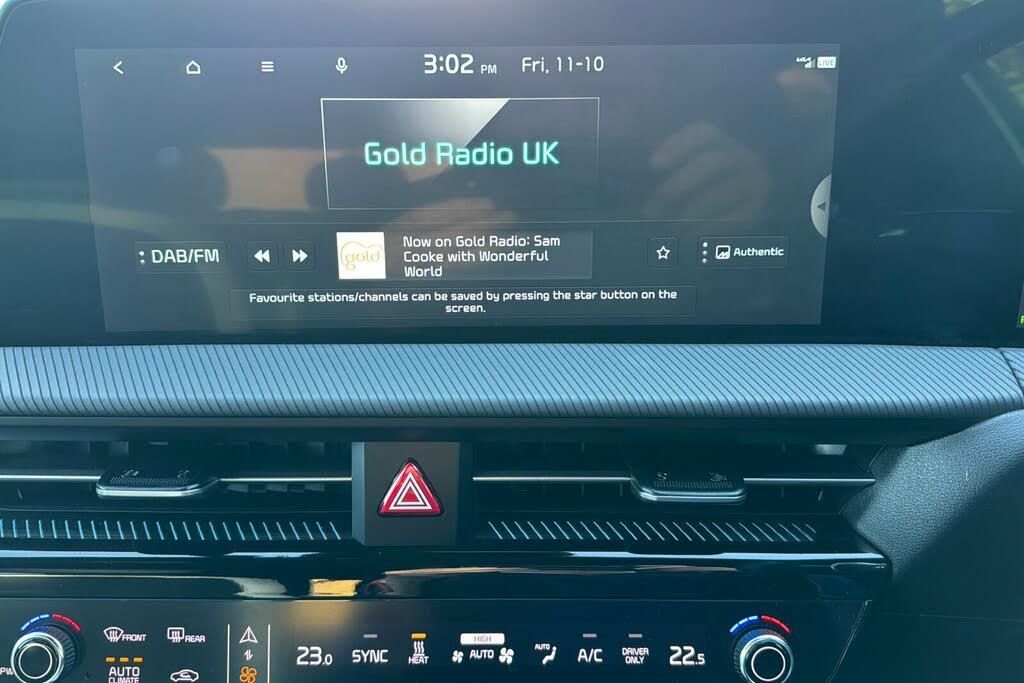 3:02 PM Fri, 11-10
LIVE
Gold Radio UK
DAB/FM
gold
Now on Gold Radio: Sam
Cooke with Wonderful
World
Authentic
Favourite stations/channels can be saved by pressing the star button on the
screen.
FRONT
REAR
AUTO
CLIMATE
23.0
SYNC
HEAT
HIGH
AUTO
AUTO
A/C
DRIVER
ONLY
22.5